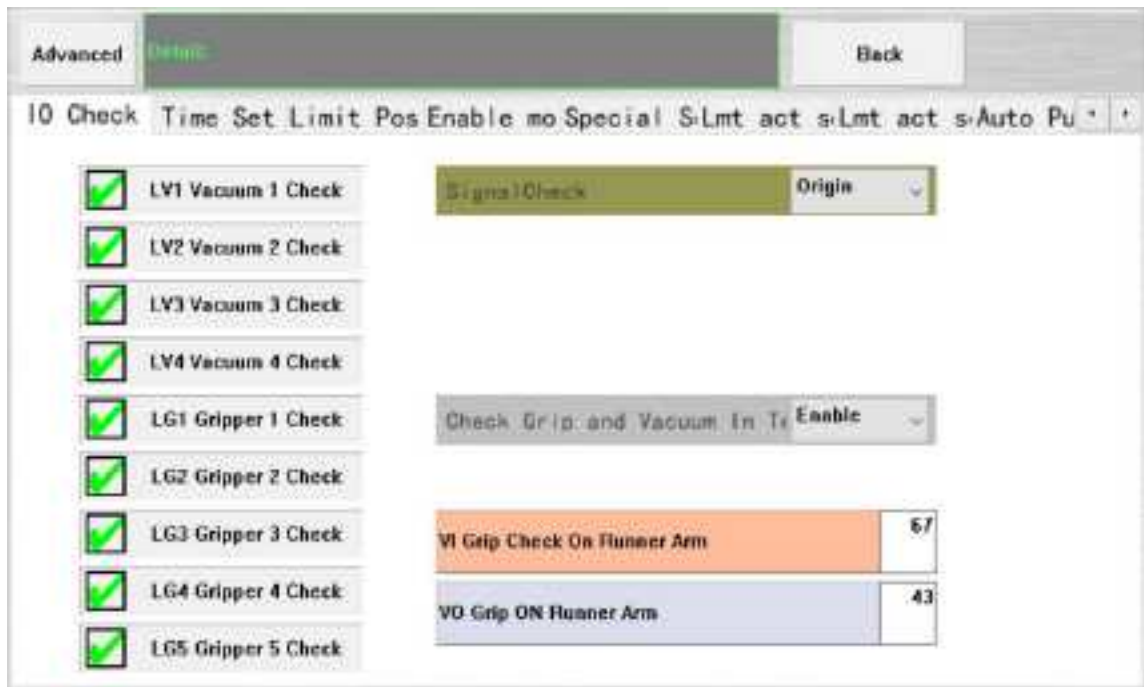 Advanced
Detail:
Back
IO Check
Time Set
Limit Pos
Enable mo
Special S
Lmt act s
Lmt act s
Auto Pu
LV1 Vacuum 1 Check
LV2 Vacuum 2 Check
LV3 Vacuum 3 Check
LV4 Vacuum 4 Check
LG1 Gripper 1 Check
LG2 Gripper 2 Check
LG3 Gripper 3 Check
LG4 Gripper 4 Check
LG5 Gripper 5 Check
SignalCheck
Origin
Check Grip and Vacuum In Te
Enable
VI Grip Check On Runner Arm
67
VO Grip ON Runner Arm
43